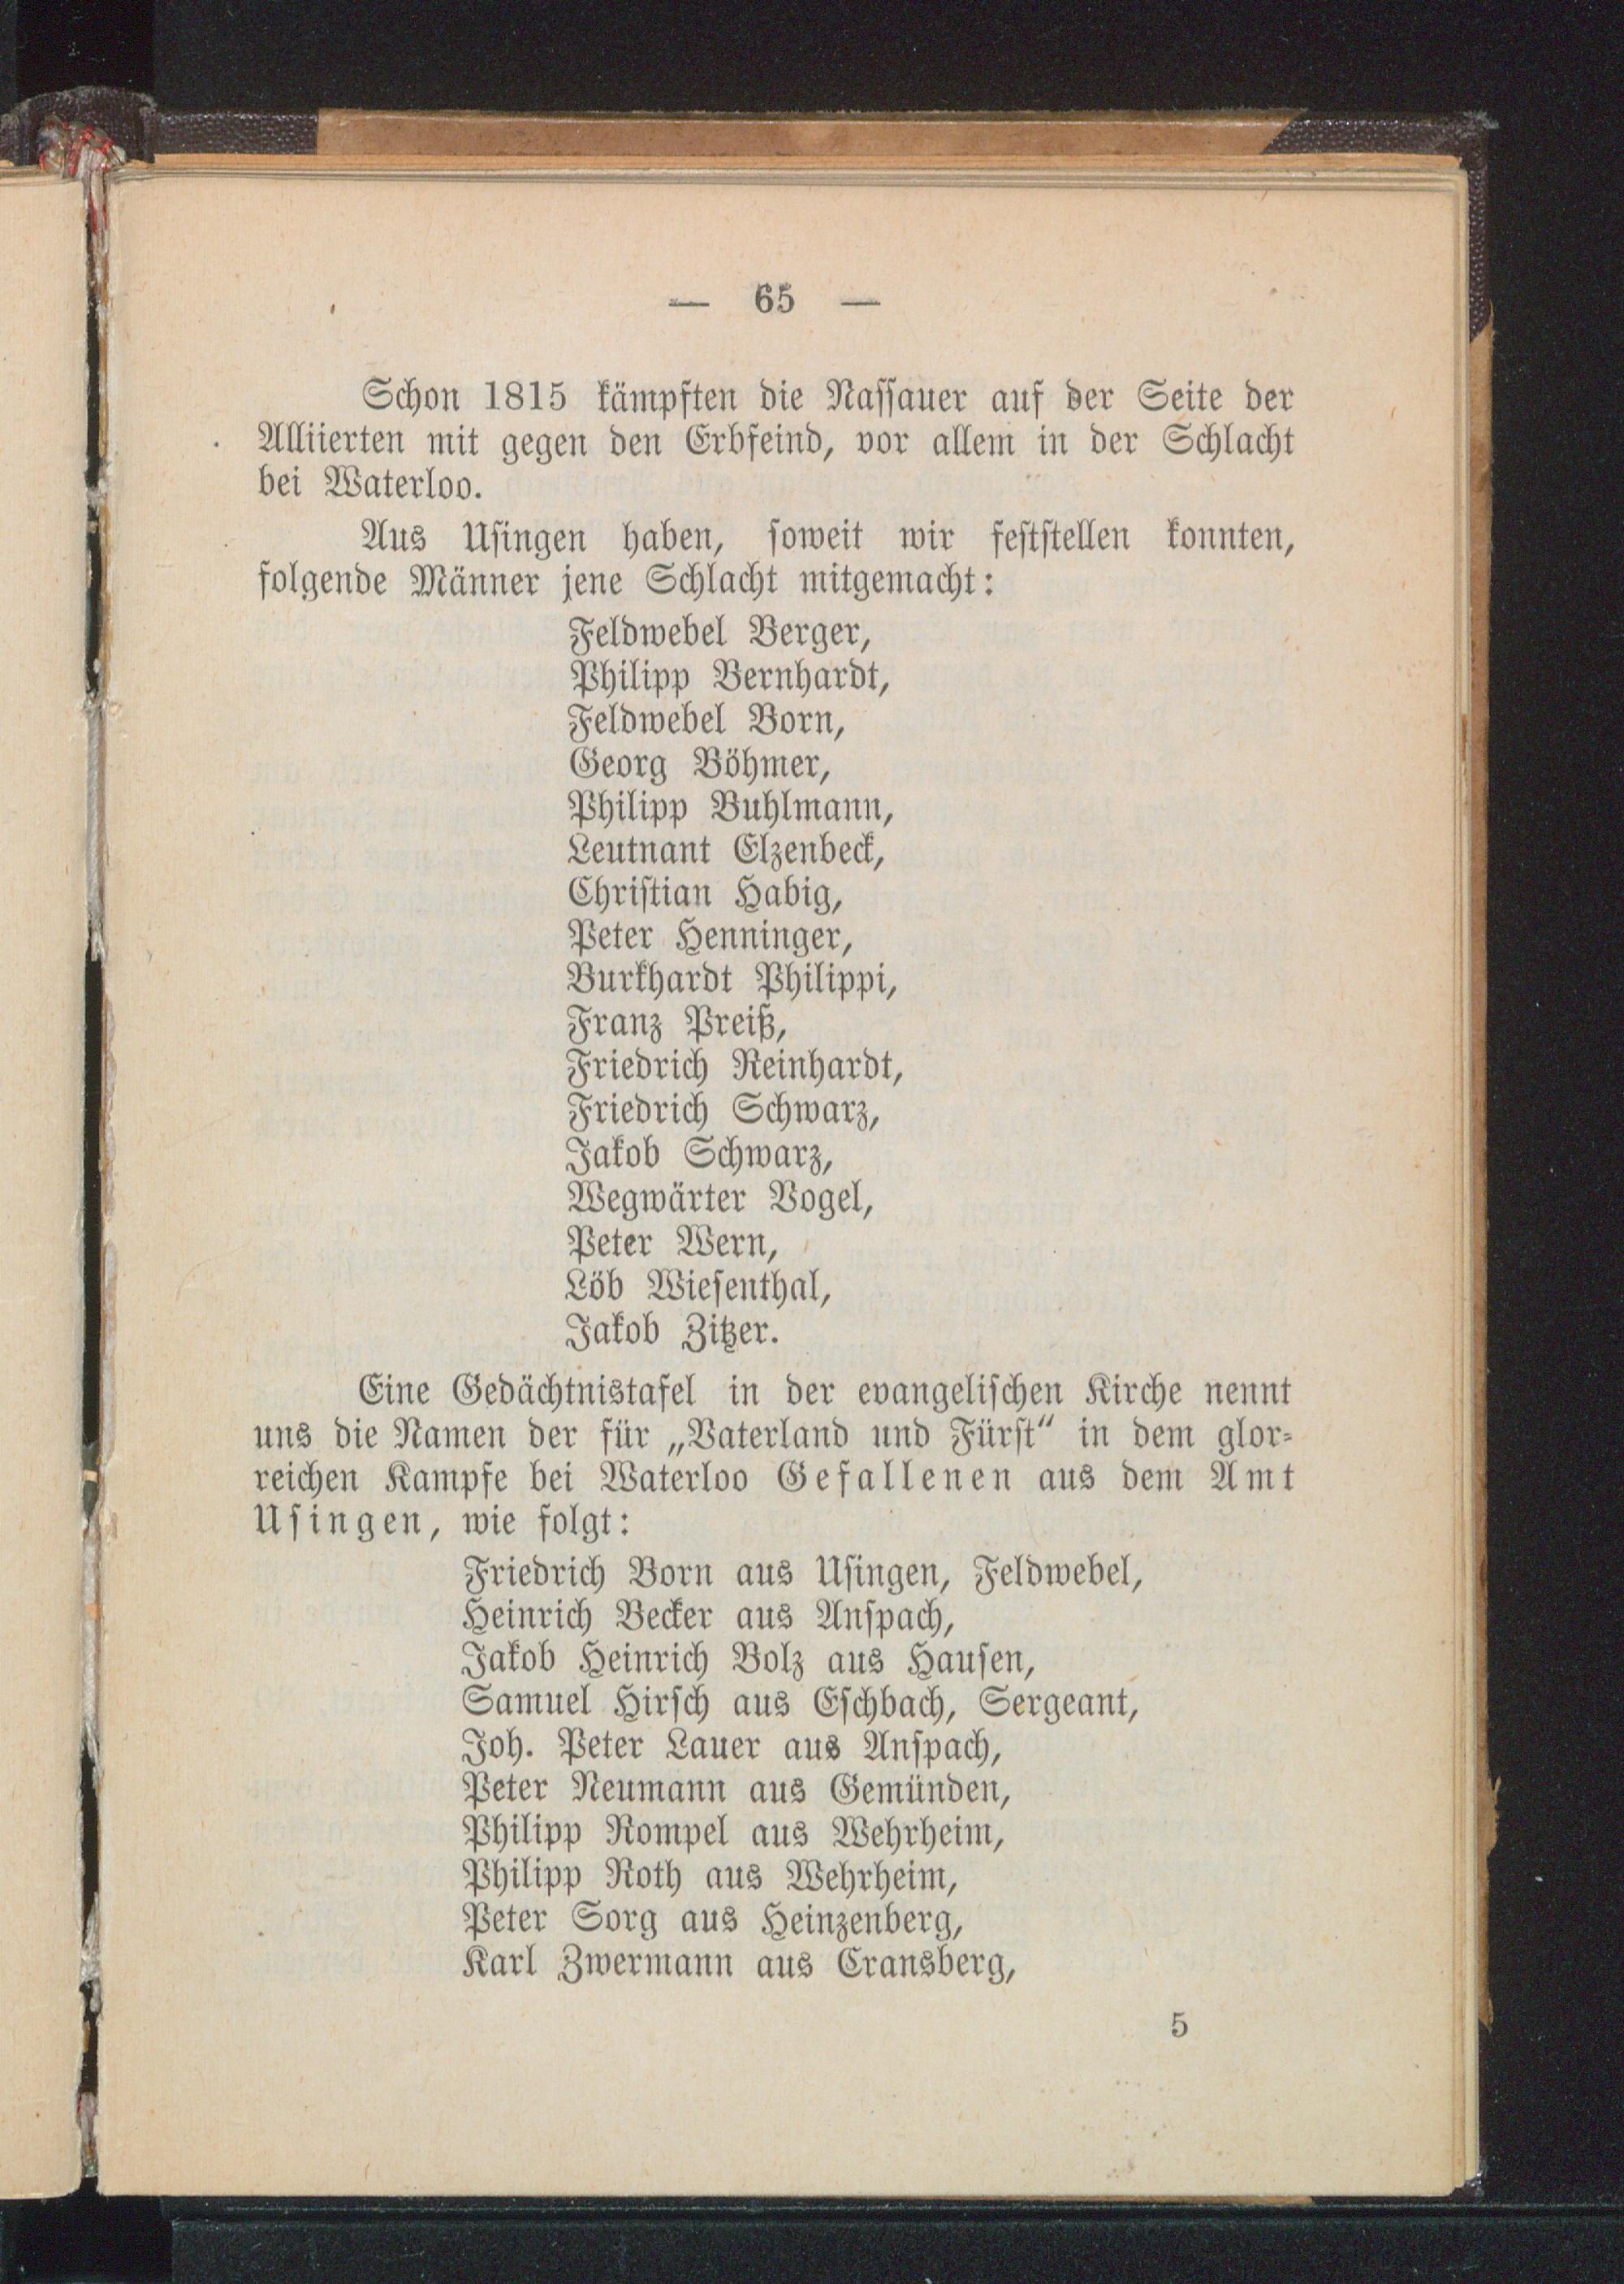 — 65 —
Schon 1815 kämpften die Naſſauer auf der Seite der
Alliierten mit gegen den Erbfeind, vor allem in der Schlacht
bei Waterloo.
Aus Uſingen haben, ſoweit wir feſtſtellen konnten,
folgende Männer jene Schlacht mitgemacht:
Feldwebel Berger,
Philipp Bernhardt,
Feldwebel Born,
Georg Böhmer,
Philipp Buhlmann,
Leutnant Elzenbeck,
Chriſtian Habig,
Peter Henninger,
Burkhardt Philippi,
Franz Preiß,
Friedrich Reinhardt,
Friedrich Schwarz,
Jakob Schwarz,
Wegwärter Vogel,
Peter Wern,
Löb Wieſenthal,
Jakob Zitzer.
Eine Gedächtnistafel in der evangeliſchen Kirche nennt
uns die Namen der für „Vaterland und Fürſt“ in dem glor-
reichen Kampfe bei Waterloo Gefallenen aus dem Amt
Uſingen, wie folgt:
Friedrich Born aus Uſingen, Feldwebel,
Heinrich Becker aus Anſpach,
Jakob Heinrich Bolz aus Hauſen,
Samuel Hirſch aus Eſchbach, Sergeant,
Joh. Peter Lauer aus Anſpach,
Peter Neumann aus Gemünden,
Philipp Rompel aus Wehrheim,
Philipp Roth aus Wehrheim,
Peter Sorg aus Heinzenberg,
Karl Zwermann aus Cransberg,
5